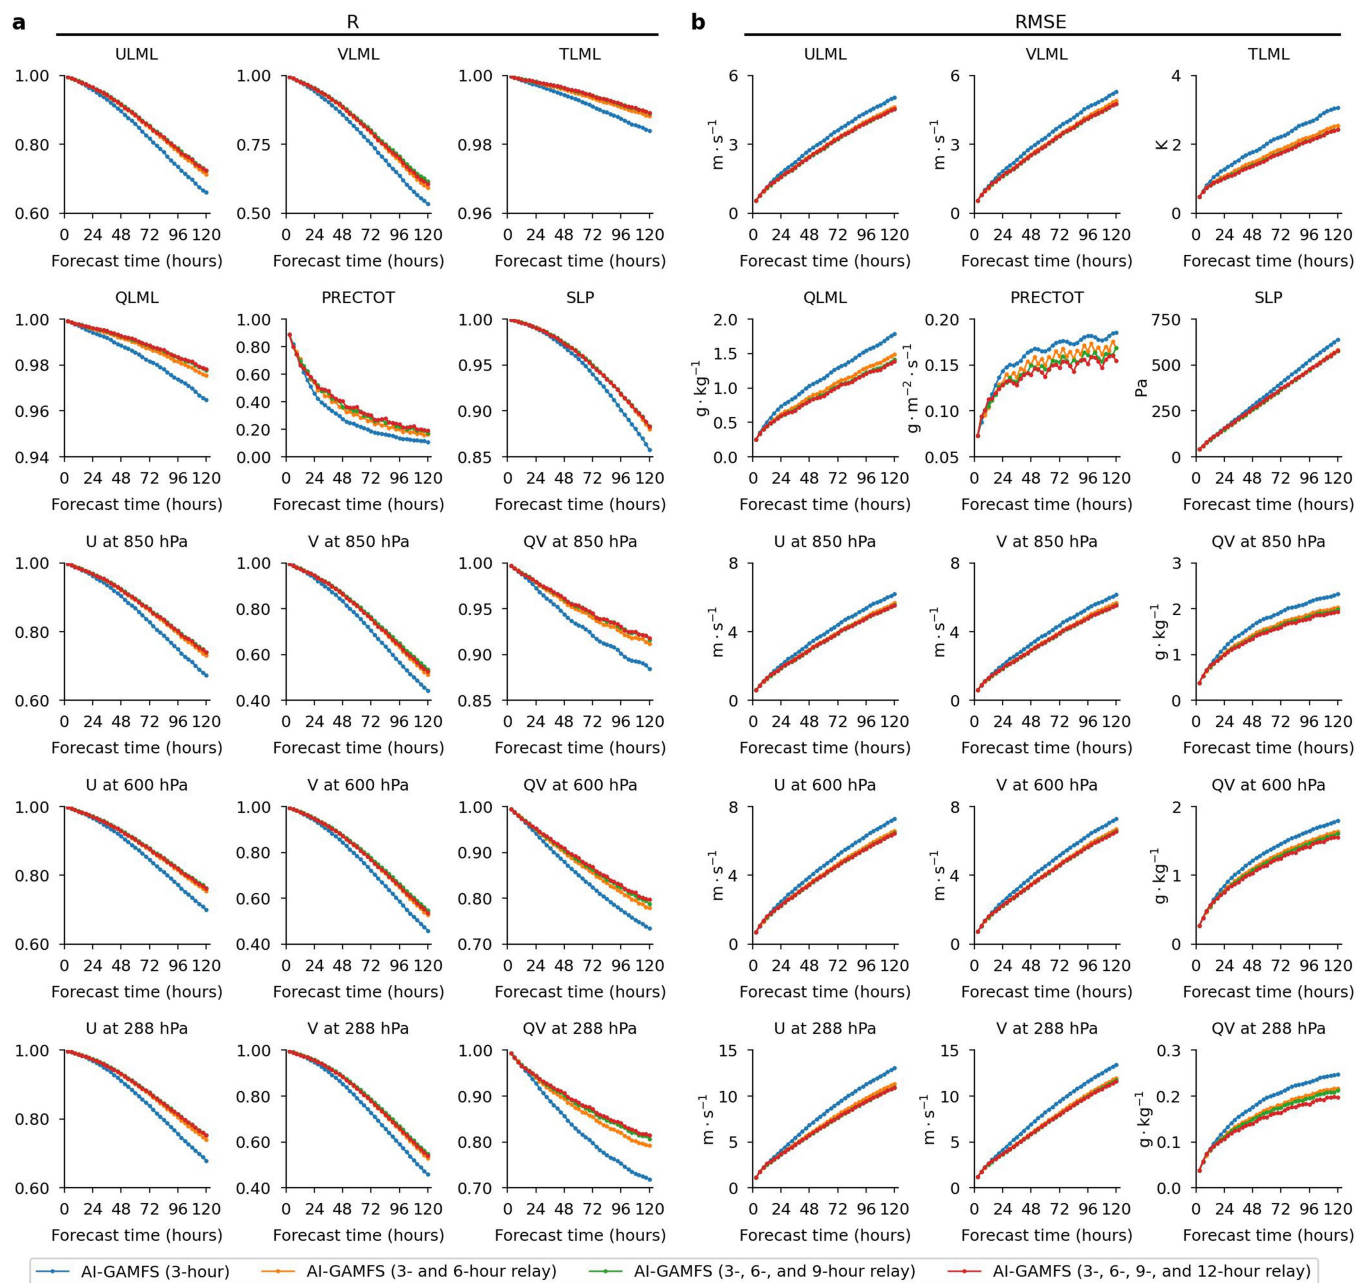 a R b RMSE
ULML VLML TLML ULML VLML TLML
1.00 1.00 1.00 6 6 4
0.80 0.75 0.98 m · s⁻¹ 3 m · s⁻¹ 3 K 2
0.60 0.50 0.96 0 0 0
0 24 48 72 96 120 0 24 48 72 96 120 0 24 48 72 96 120 0 24 48 72 96 120 0 24 48 72 96 120 0 24 48 72 96 120
Forecast time (hours) Forecast time (hours) Forecast time (hours) Forecast time (hours) Forecast time (hours) Forecast time (hours)
QLML PRECTOT SLP QLML PRECTOT SLP
1.00 1.00 1.00 2.0 0.20 750
0.80 0.95 1.5
0.98 0.60 g · kg⁻¹ 1.0 g · m⁻² · s⁻¹ 0.15 Pa 500
0.96 0.40 0.90 0.5 0.10 250
0.20
0.94 0.00 0.85 0.0 0.05 0
0 24 48 72 96 120 0 24 48 72 96 120 0 24 48 72 96 120 0 24 48 72 96 120 0 24 48 72 96 120 0 24 48 72 96 120
Forecast time (hours) Forecast time (hours) Forecast time (hours) Forecast time (hours) Forecast time (hours) Forecast time (hours)
U at 850 hPa V at 850 hPa QV at 850 hPa U at 850 hPa V at 850 hPa QV at 850 hPa
1.00 1.00 1.00 8 8 3
0.80 0.80 0.95 m · s⁻¹ 4 m · s⁻¹ 4 g · kg⁻¹ 2
0.60 0.90 1
0.60 0.40 0.85 0 0 0
0 24 48 72 96 120 0 24 48 72 96 120 0 24 48 72 96 120 0 24 48 72 96 120 0 24 48 72 96 120 0 24 48 72 96 120
Forecast time (hours) Forecast time (hours) Forecast time (hours) Forecast time (hours) Forecast time (hours) Forecast time (hours)
U at 600 hPa V at 600 hPa QV at 600 hPa U at 600 hPa V at 600 hPa QV at 600 hPa
1.00 1.00 1.00 8 8 2
0.80 0.80 0.90 m · s⁻¹ 4 m · s⁻¹ 4 g · kg⁻¹ 1
0.60 0.80
0.60 0.40 0.70 0 0 0
0 24 48 72 96 120 0 24 48 72 96 120 0 24 48 72 96 120 0 24 48 72 96 120 0 24 48 72 96 120 0 24 48 72 96 120
Forecast time (hours) Forecast time (hours) Forecast time (hours) Forecast time (hours) Forecast time (hours) Forecast time (hours)
U at 288 hPa V at 288 hPa QV at 288 hPa U at 288 hPa V at 288 hPa QV at 288 hPa
1.00 1.00 1.00 15 15 0.3
0.80 0.80 0.90 m · s⁻¹ 10 m · s⁻¹ 10 g · kg⁻¹ 0.2
0.60 0.80 5 5 0.1
0.60 0.40 0.70 0 0 0.0
0 24 48 72 96 120 0 24 48 72 96 120 0 24 48 72 96 120 0 24 48 72 96 120 0 24 48 72 96 120 0 24 48 72 96 120
Forecast time (hours) Forecast time (hours) Forecast time (hours) Forecast time (hours) Forecast time (hours) Forecast time (hours)
AI-GAMFS (3-hour) AI-GAMFS (3- and 6-hour relay) AI-GAMFS (3-, 6-, and 9-hour relay) AI-GAMFS (3-, 6-, 9-, and 12-hour relay)